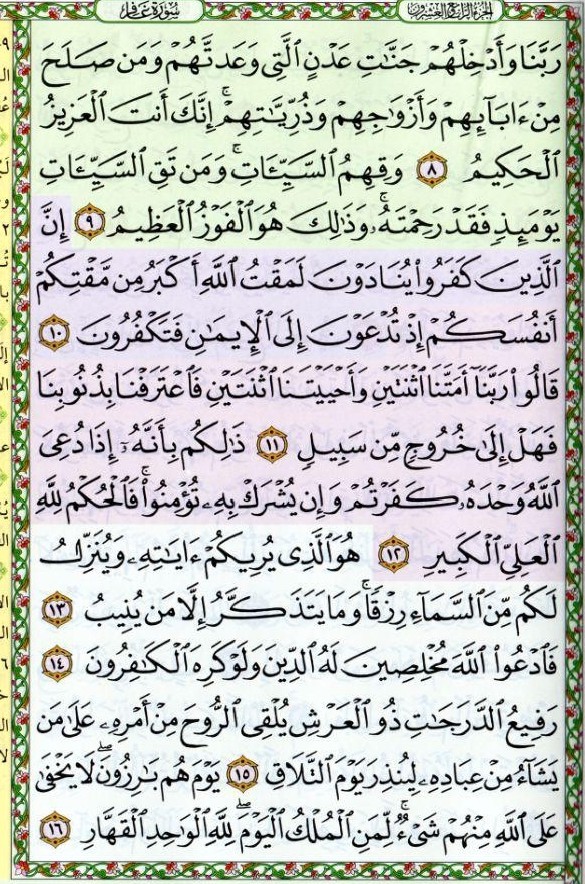 الجزء الرابع والعشرون سورة غافر
رَبَّنَا وَأَدْخِلْهُمْ جَنَّٰتِ عَدْنٍ ٱلَّتِى وَعَدتَّهُمْ وَمَن صَلَحَ
مِنْ ءَابَآئِهِمْ وَأَزْوَٰجِهِمْ وَذُرِّيَّٰتِهِمْۚ إِنَّكَ أَنتَ ٱلْعَزِيزُ
ٱلْحَكِيمُ ٨ وَقِهِمُ ٱلسَّيِّـَٔاتِۚ وَمَن تَقِ ٱلسَّيِّـَٔاتِ
يَوْمَئِذٍ فَقَدْ رَحِمْتَهُۥۚ وَذَٰلِكَ هُوَ ٱلْفَوْزُ ٱلْعَظِيمُ ٩ إِنَّ
ٱلَّذِينَ كَفَرُوا۟ يُنَادَوْنَ لَمَقْتُ ٱللَّهِ أَكْبَرُ مِن مَّقْتِكُمْ
أَنفُسَكُمْ إِذْ تُدْعَوْنَ إِلَى ٱلْإِيمَٰنِ فَتَكْفُرُونَ ١٠
قَالُوا۟ رَبَّنَآ أَمَتَّنَا ٱثْنَتَيْنِ وَأَحْيَيْتَنَا ٱثْنَتَيْنِ فَٱعْتَرَفْنَا بِذُنُوبِنَا
فَهَلْ إِلَىٰ خُرُوجٍ مِّن سَبِيلٍ ١١ ذَٰلِكُم بِأَنَّهُۥٓ إِذَا دُعِىَ
ٱللَّهُ وَحْدَهُۥ كَفَرْتُمْ وَإِن يُشْرَكْ بِهِۦ تُؤْمِنُوا۟ۚ فَٱلْحُكْمُ لِلَّهِ
ٱلْعَلِىِّ ٱلْكَبِيرِ ١٢ هُوَ ٱلَّذِى يُرِيكُمْ ءَايَٰتِهِۦ وَيُنَزِّلُ
لَكُم مِّنَ ٱلسَّمَآءِ رِزْقًاۚ وَمَا يَتَذَكَّرُ إِلَّا مَن يُنِيبُ ١٣
فَٱدْعُوا۟ ٱللَّهَ مُخْلِصِينَ لَهُ ٱلدِّينَ وَلَوْ كَرِهَ ٱلْكَٰفِرُونَ ١٤
رَفِيعُ ٱلدَّرَجَٰتِ ذُو ٱلْعَرْشِ يُلْقِى ٱلرُّوحَ مِنْ أَمْرِهِۦ عَلَىٰ مَن
يَشَآءُ مِنْ عِبَادِهِۦ لِيُنذِرَ يَوْمَ ٱلتَّلَاقِ ١٥ يَوْمَ هُم بَٰرِزُونَۖ لَا يَخْفَىٰ
عَلَى ٱللَّهِ مِنْهُمْ شَىْءٌۚ لِّمَنِ ٱلْمُلْكُ ٱلْيَوْمَۖ لِلَّهِ ٱلْوَٰحِدِ ٱلْقَهَّارِ ١٦